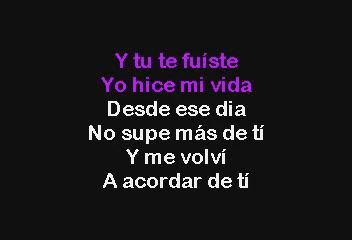 Y tu te fuíste
Yo hice mi vida
Desde ese dia
No supe más de tí
Y me volví
A acordar de tí